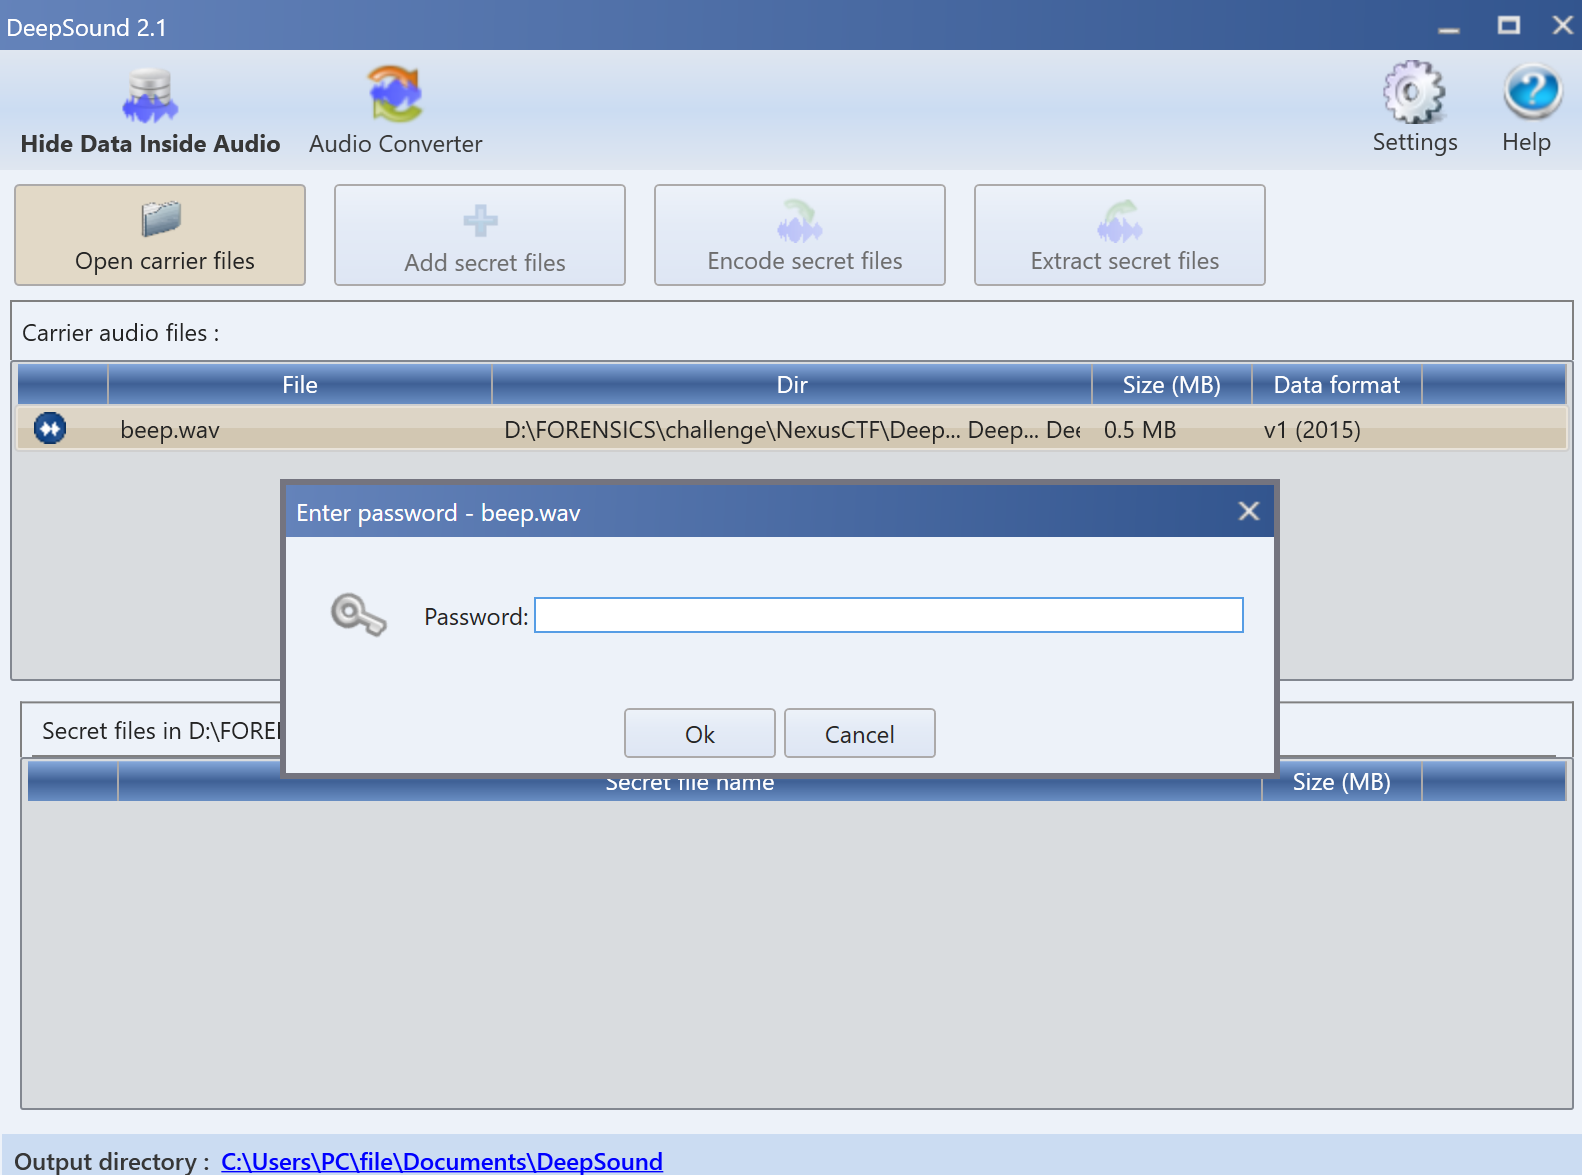 DeepSound 2.1
Hide Data Inside Audio
Audio Converter
Settings
Help
Open carrier files
Add secret files
Encode secret files
Extract secret files
Carrier audio files :
File Dir Size (MB) Data format
beep.wav D:\FORENSICS\challenge\NexusCTF\Deep... Deep... Dee 0.5 MB v1 (2015)
Enter password - beep.wav
Password:
Ok Cancel
Secret files in D:\FORE
Secret file name Size (MB)
Output directory : C:\Users\PC\file\Documents\DeepSound